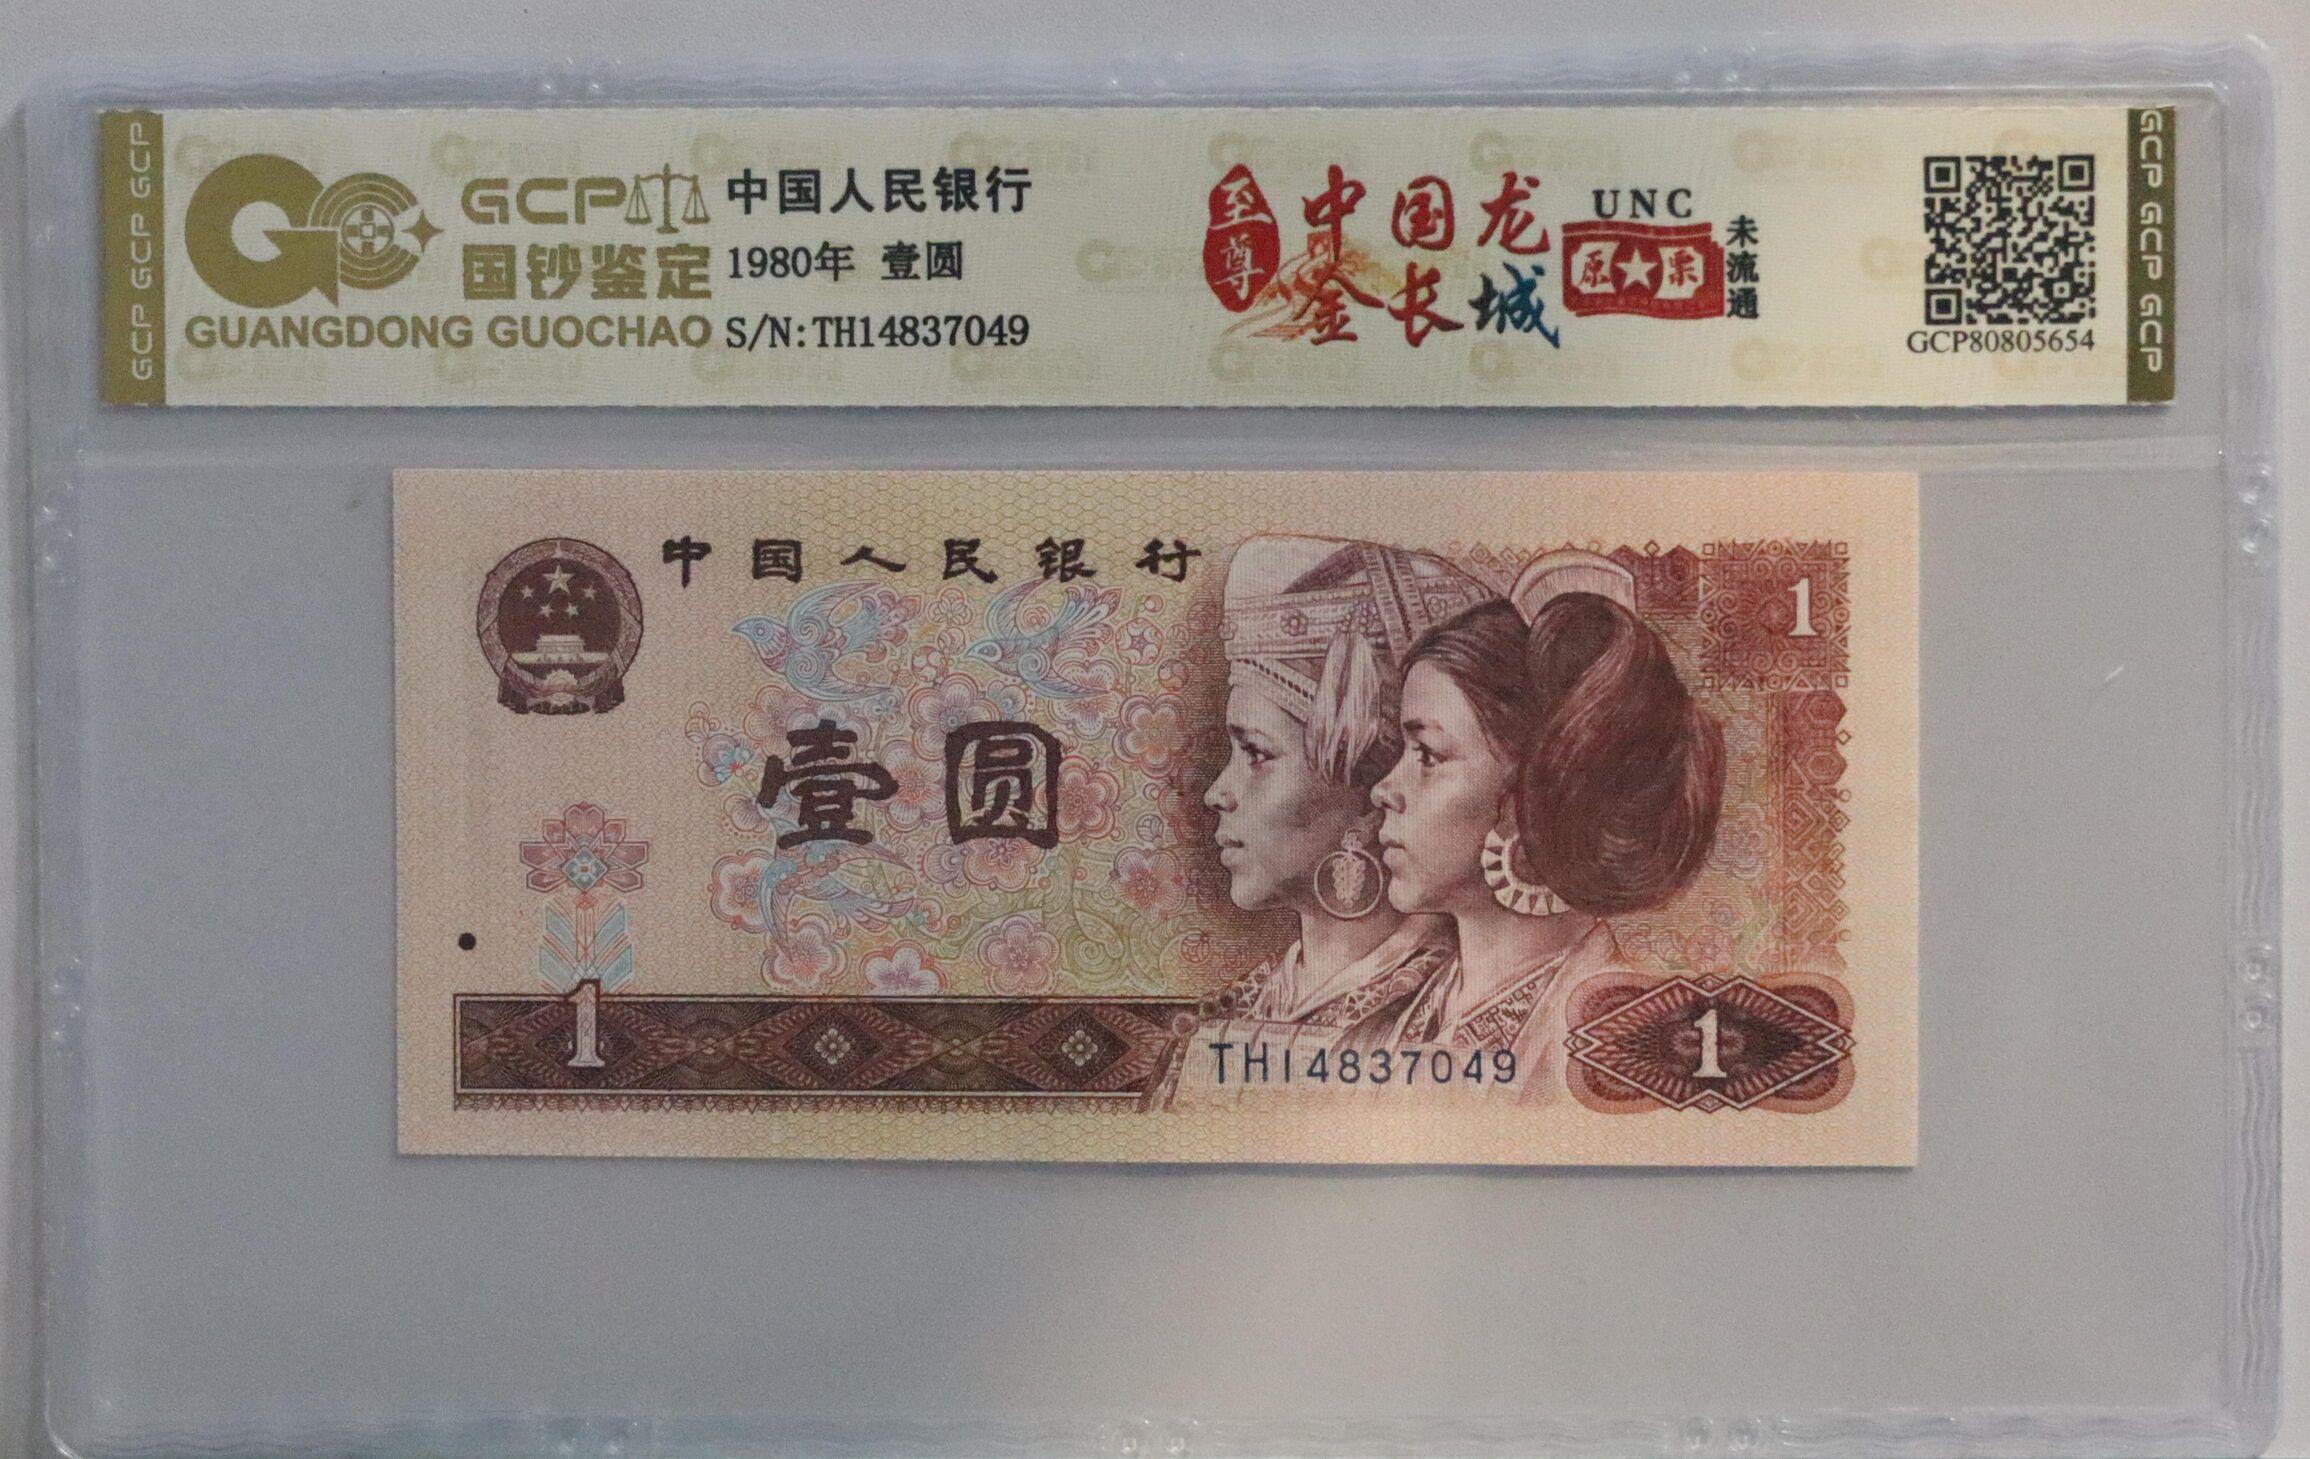 GCP GCP GCP
GCP
国钞鉴定
GUANGDONG GUOCHAO
中国人民银行
1980年 壹圆
S/N:TH14837049
至尊
中国龙
金长城
UNC
原★票
未流通
GCP80805654
GCP GCP GCP
中国人民银行
1
壹圆
1
TH14837049
1